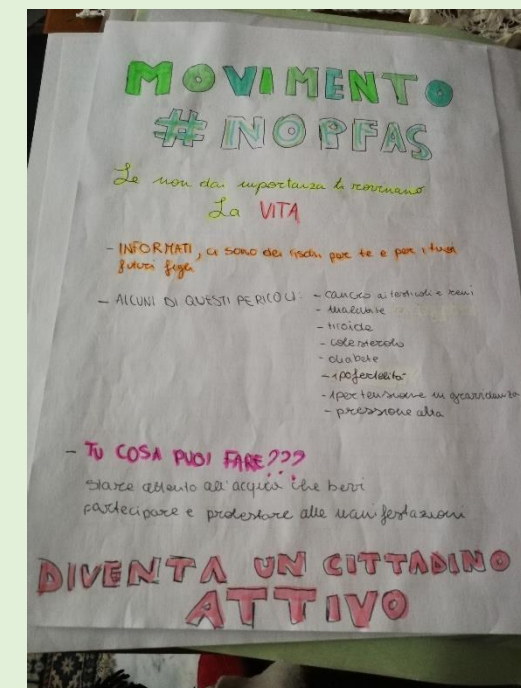 MOVIMENTO
#NOPFAS
Se non dai importanza ti rovinano
La VITA
- INFORMATI, ci sono dei rischi per te e per i tuoi
futuri figli
- ALCUNI DI QUESTI PERICOLI: - cancro ai testicoli e reni
- malattie
- tiroide
- colesterolo
- diabete
- ipofertilità
- ipertensione in gravidanza
- pressione alta
- TU COSA PUOI FARE???
stare attento all'acqua che bevi
partecipare e protestare alle manifestazioni
DIVENTA UN CITTADINO
ATTIVO